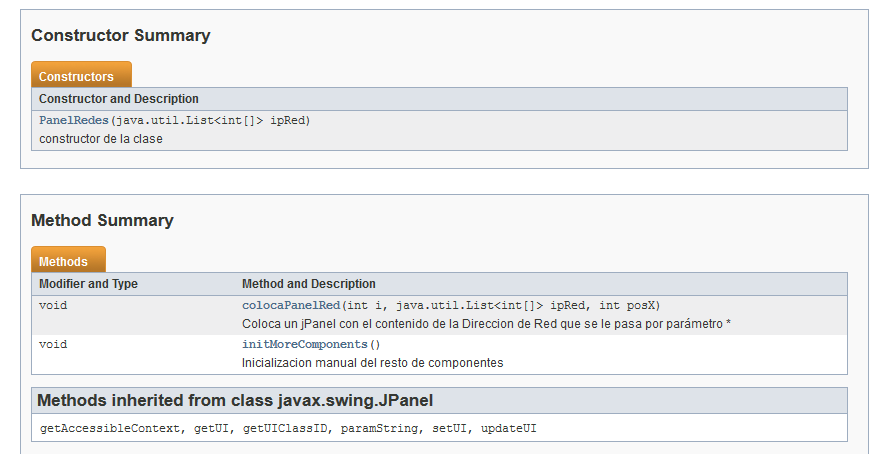 Constructor Summary
Constructors
Constructor and Description
PanelRedes(java.util.List<int[]> ipRed)
constructor de la clase
Method Summary
Methods
Modifier and Type Method and Description
void colocaPanelRed(int i, java.util.List<int[]> ipRed, int posX)
Coloca un jPanel con el contenido de la Direccion de Red que se le pasa por parámetro *
void initMoreComponents()
Inicializacion manual del resto de componentes
Methods inherited from class javax.swing.JPanel
getAccessibleContext, getUI, getUIClassID, paramString, setUI, updateUI